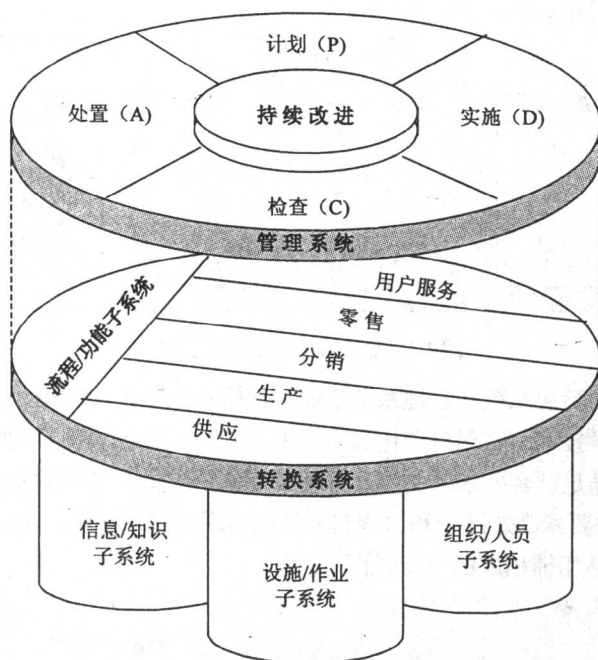 计划（P）
处置（A）
持续改进
实施（D）
检查（C）
管理系统
流程/功能子系统
用户服务
零售
分销
生产
供应
转换系统
信息/知识
子系统
设施/作业
子系统
组织/人员
子系统